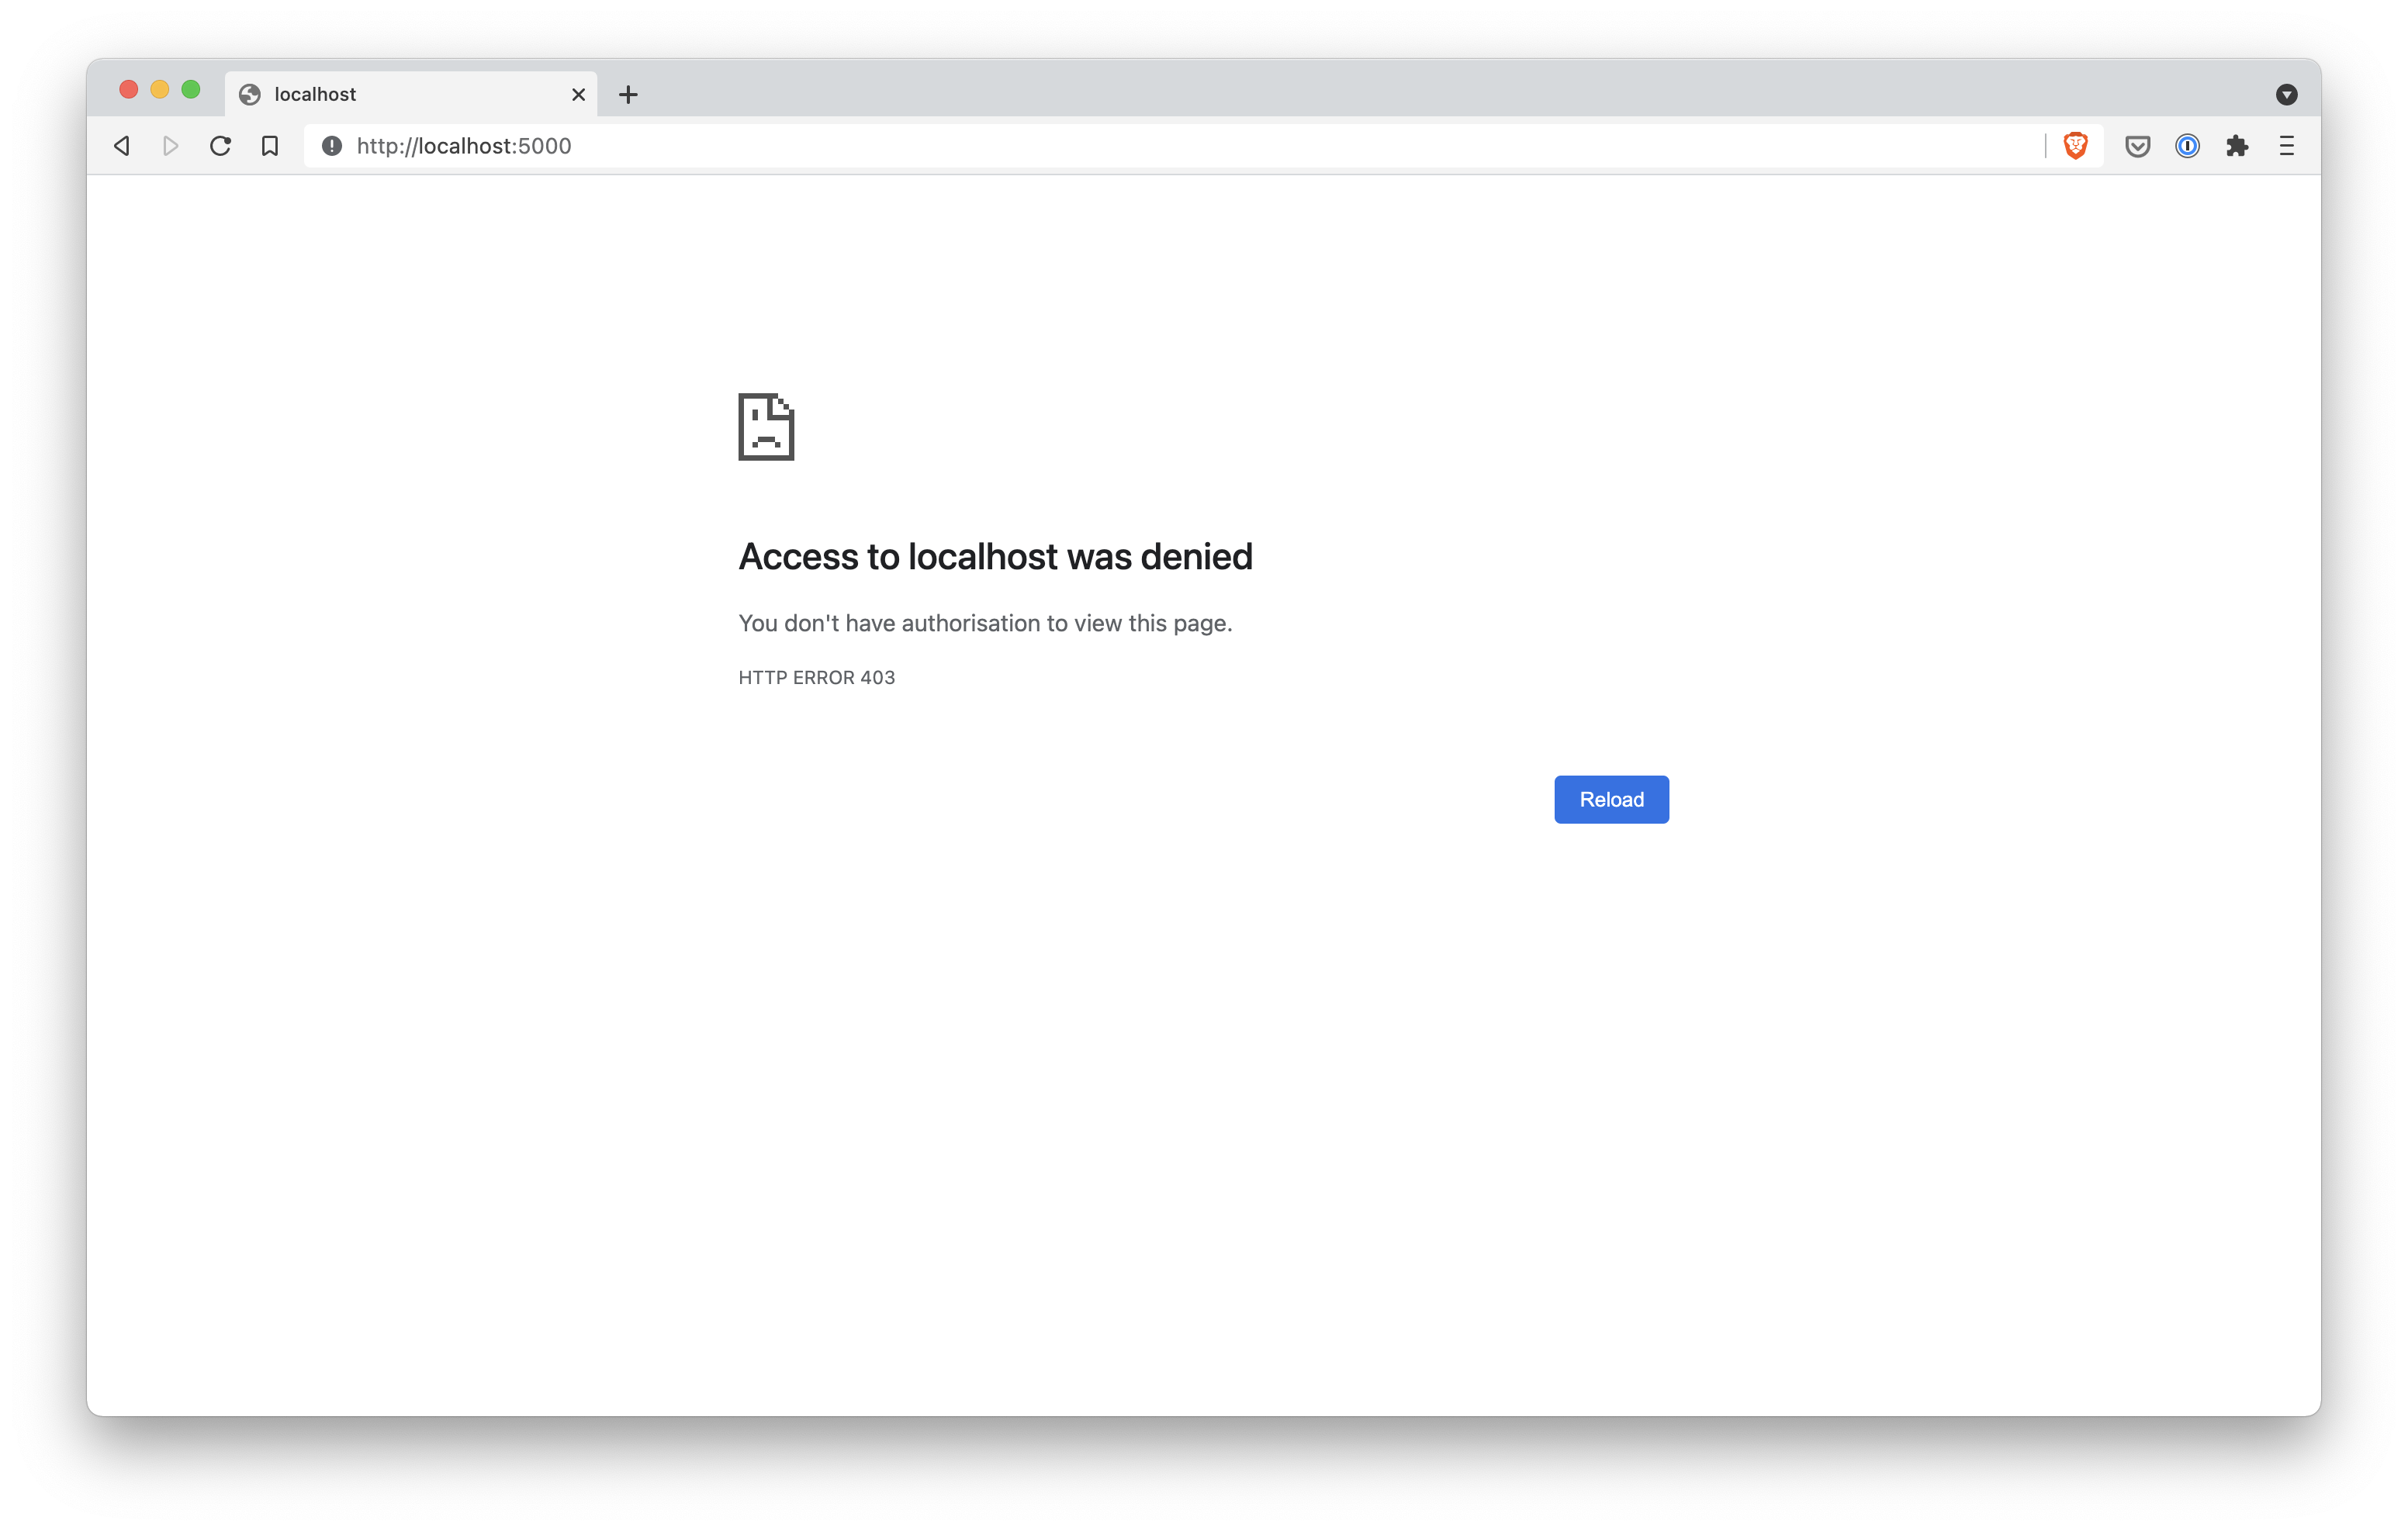 localhost
http://localhost:5000
Access to localhost was denied
You don't have authorisation to view this page.
HTTP ERROR 403
Reload